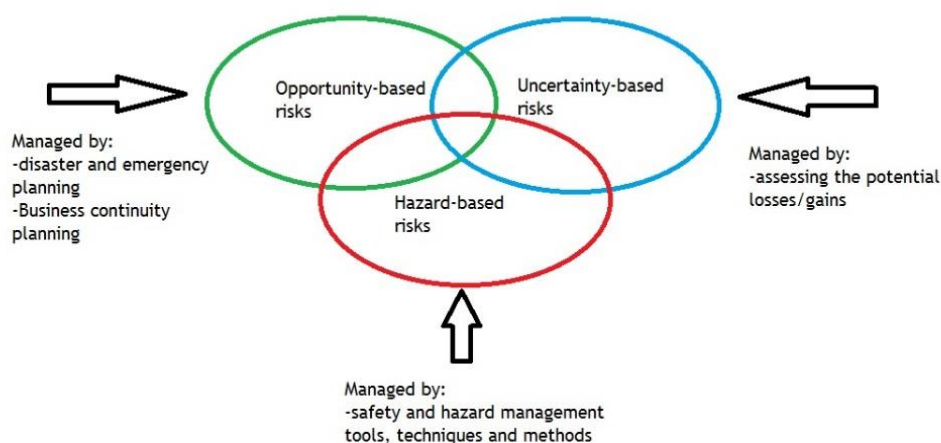 Opportunity-based
risks
Uncertainty-based
risks
Hazard-based
risks
Managed by:
-disaster and emergency
planning
-Business continuity
planning
Managed by:
-assessing the potential
losses/gains
Managed by:
-safety and hazard management
tools, techniques and methods